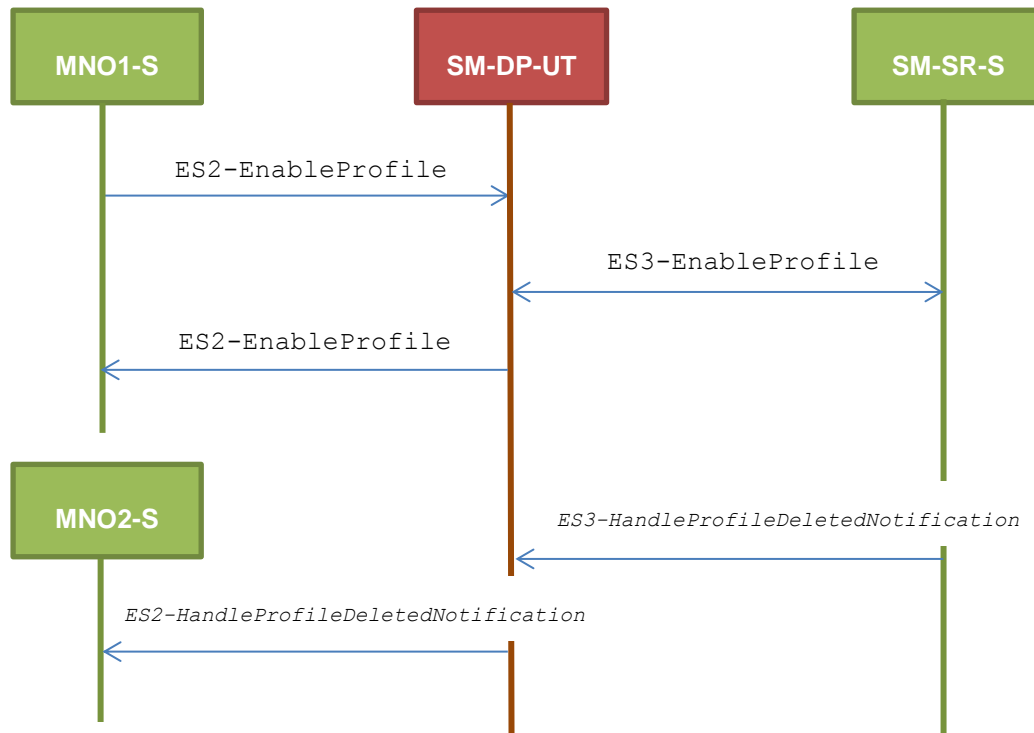 MNO1-S
SM-DP-UT
SM-SR-S
ES2-EnableProfile
ES3-EnableProfile
ES2-EnableProfile
MNO2-S
ES3-HandleProfileDeletedNotification
ES2-HandleProfileDeletedNotification